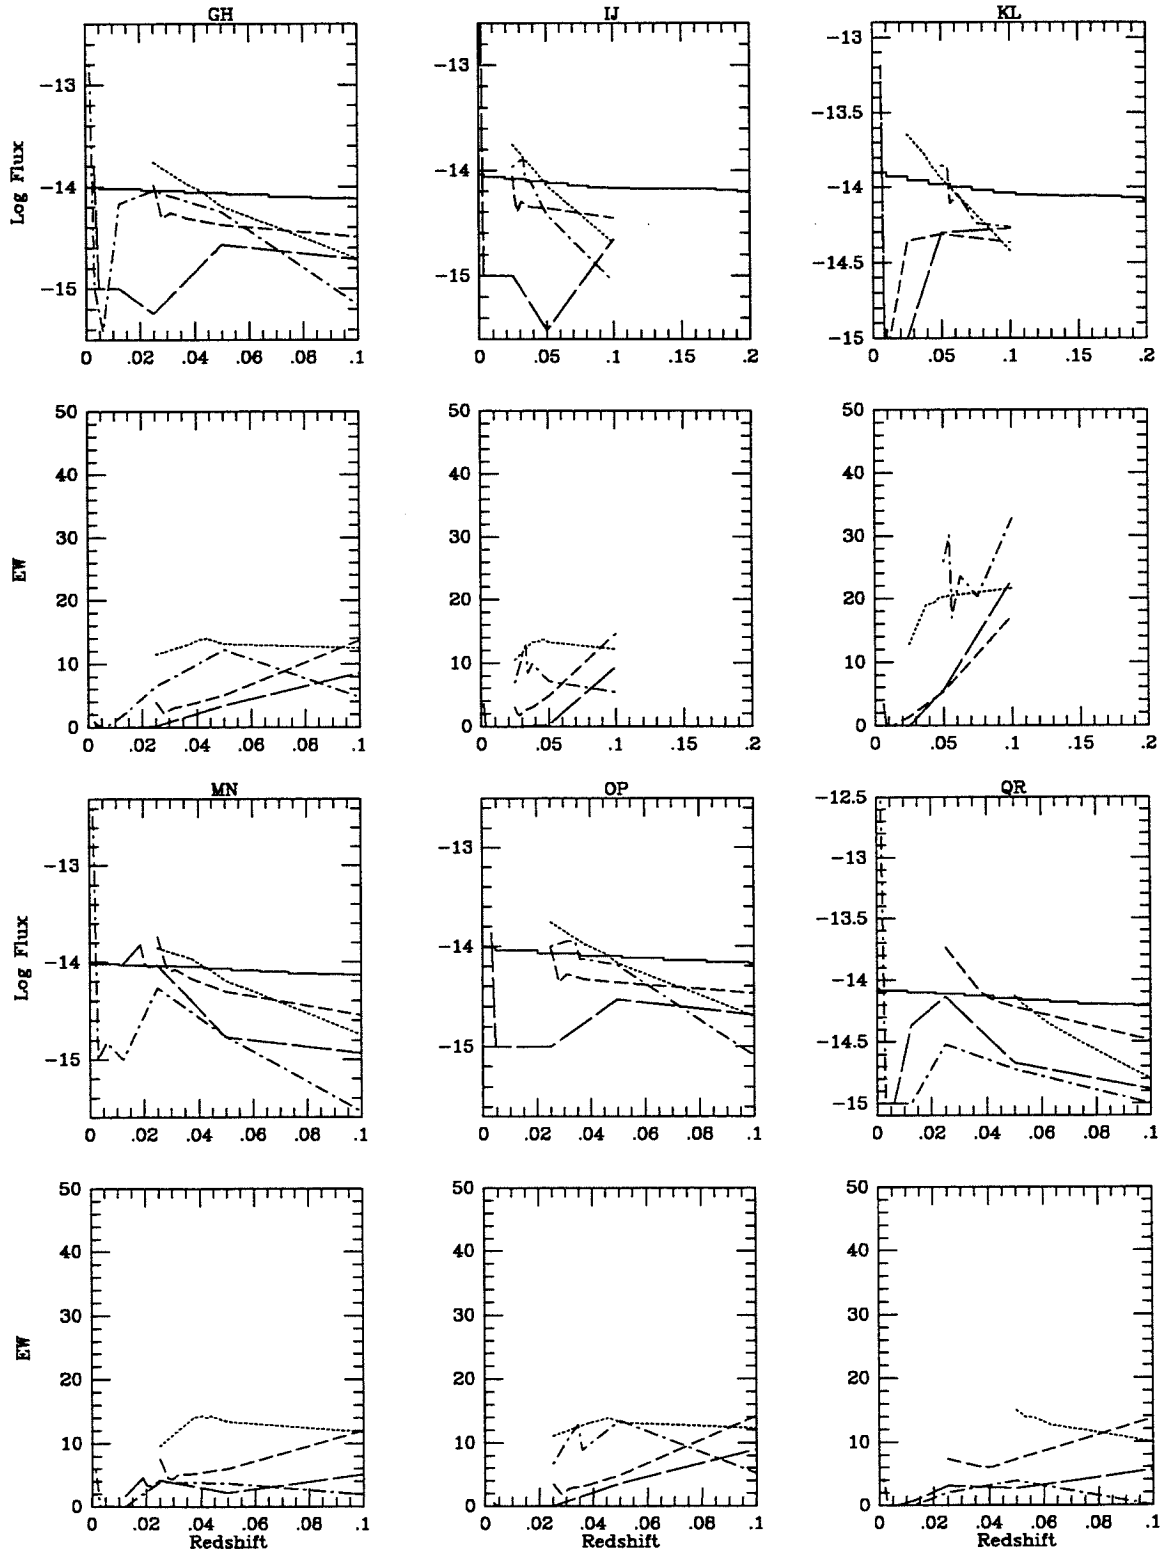 GH IJ KL
Log Flux
-13 -14 -15
0 .02 .04 .06 .08 .1
-13 -14 -15
0 .05 .1 .15 .2
-13 -13.5 -14 -14.5 -15
0 .05 .1 .15 .2
EW
50 40 30 20 10 0
0 .02 .04 .06 .08 .1
50 40 30 20 10 0
0 .05 .1 .15 .2
50 40 30 20 10 0
0 .05 .1 .15 .2
MN OP QR
Log Flux
-13 -14 -15
0 .02 .04 .06 .08 .1
-13 -14 -15
0 .02 .04 .06 .08 .1
-12.5 -13 -13.5 -14 -14.5 -15
0 .02 .04 .06 .08 .1
EW
50 40 30 20 10 0
0 .02 .04 .06 .08 .1
Redshift
50 40 30 20 10 0
0 .02 .04 .06 .08 .1
Redshift
50 40 30 20 10 0
0 .02 .04 .06 .08 .1
Redshift